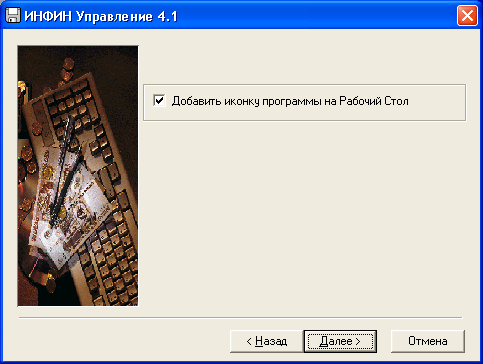 ИНФИН Управление 4.1
Добавить иконку программы на Рабочий Стол
< Назад
Далее >
Отмена